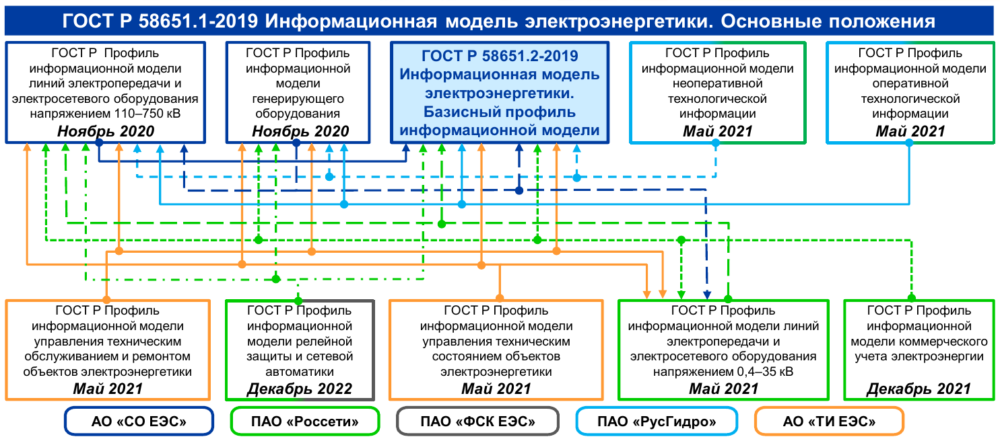 ГОСТ Р 58651.1-2019 Информационная модель электроэнергетики. Основные положения
ГОСТ Р Профиль
информационной модели
линий электропередачи и
электросетевого оборудования
напряжением 110–750 кВ
Ноябрь 2020
ГОСТ Р Профиль
информационной
модели
генерирующего
оборудования
Ноябрь 2020
ГОСТ Р 58651.2-2019
Информационная модель
электроэнергетики.
Базисный профиль
информационной модели
ГОСТ Р Профиль
информационной модели
неоперативной
технологической
информации
Май 2021
ГОСТ Р Профиль
информационной модели
оперативной
технологической
информации
Май 2021
ГОСТ Р Профиль
информационной модели
управления техническим
обслуживанием и ремонтом
объектов электроэнергетики
Май 2021
ГОСТ Р Профиль
информационной
модели релейной
защиты и сетевой
автоматики
Декабрь 2022
ГОСТ Р Профиль
информационной модели
управления техническим
состоянием объектов
электроэнергетики
Май 2021
ГОСТ Р Профиль
информационной модели линий
электропередачи и
электросетевого оборудования
напряжением 0,4–35 кВ
Май 2021
ГОСТ Р Профиль
информационной
модели коммерческого
учета электроэнергии
Декабрь 2021
АО «СО ЕЭС»
ПАО «Россети»
ПАО «ФСК ЕЭС»
ПАО «РусГидро»
АО «ТИ ЕЭС»